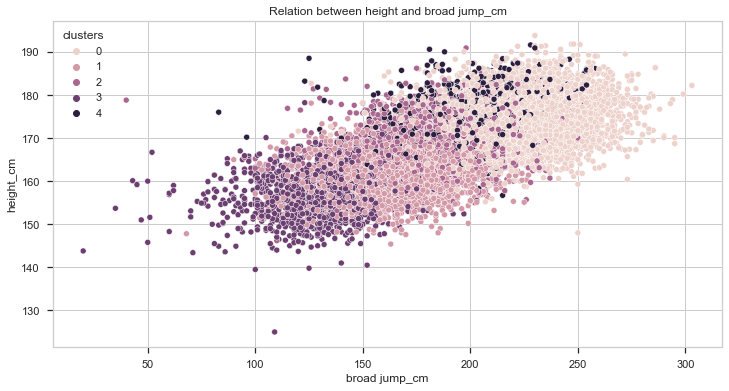 Relation between height and broad jump_cm
clusters
0
1
2
3
4
190
180
170
160
150
140
130
height_cm
50 100 150 200 250 300
broad jump_cm